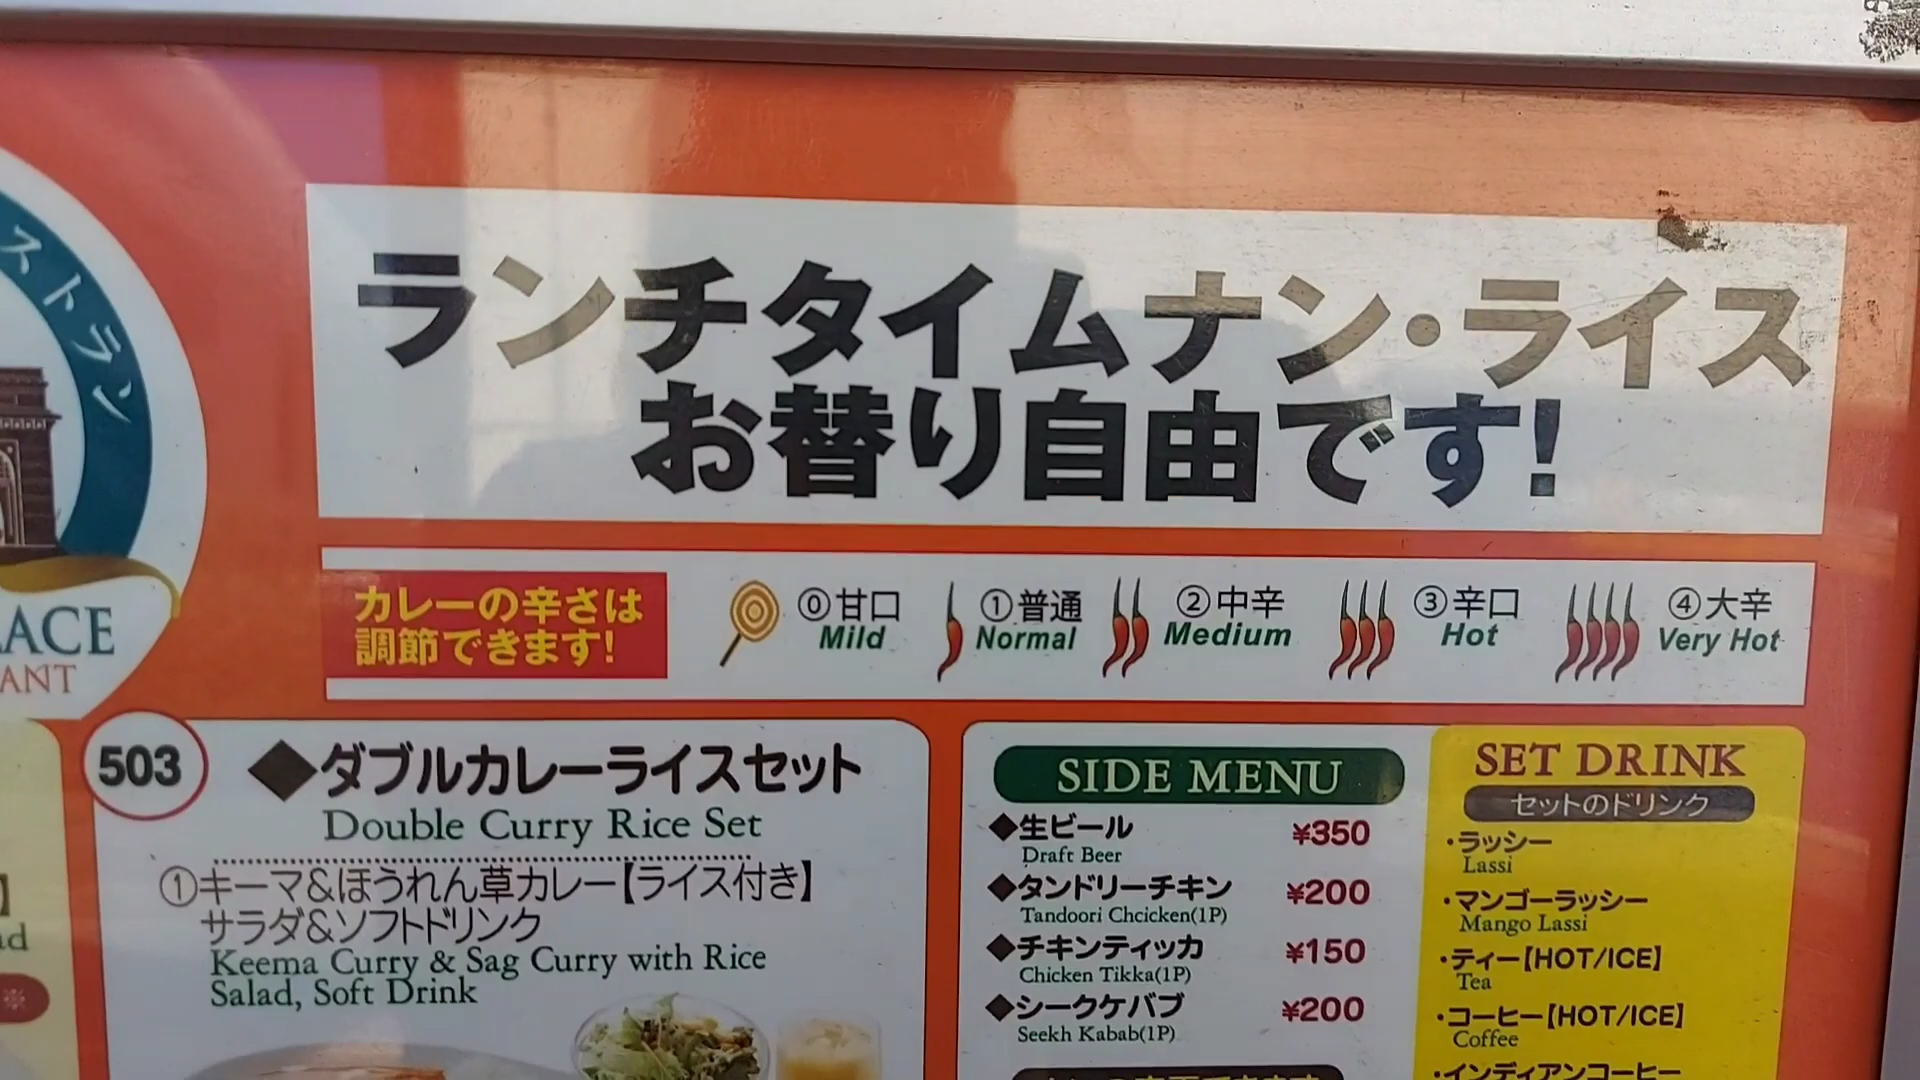 ストラン
ACE
ANT
ランチタイムナン・ライス
お替り自由です!
カレーの辛さは
調節できます!
⓪甘口
Mild
①普通
Normal
②中辛
Medium
③辛口
Hot
④大辛
Very Hot
503
◆ダブルカレーライスセット
Double Curry Rice Set
①キーマ&ほうれん草カレー【ライス付き】
サラダ&ソフトドリンク
Keema Curry & Sag Curry with Rice
Salad, Soft Drink
SIDE MENU
◆生ビール ¥350
Draft Beer
◆タンドリーチキン ¥200
Tandoori Chcicken(1P)
◆チキンティッカ ¥150
Chicken Tikka(1P)
◆シークケバブ ¥200
Seekh Kabab(1P)
SET DRINK
セットのドリンク
・ラッシー
Lassi
・マンゴーラッシー
Mango Lassi
・ティー【HOT/ICE】
Tea
・コーヒー【HOT/ICE】
Coffee
・インディアンコーヒー